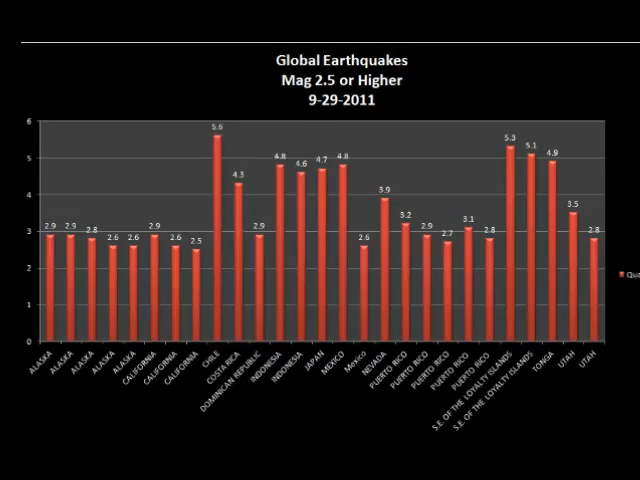 Global Earthquakes
Mag 2.5 or Higher
9-29-2011
6
5
4
3
2
1
0
2.9
2.9
2.8
2.6
2.6
2.9
2.6
2.5
5.6
4.3
2.9
4.8
4.6
4.7
4.8
2.6
3.9
3.2
2.9
2.7
3.1
2.8
5.3
5.1
4.9
3.5
2.8
Qua
ALASKA
ALASKA
ALASKA
ALASKA
ALASKA
CALIFORNIA
CALIFORNIA
CALIFORNIA
CHILE
COSTA RICA
DOMINICAN REPUBLIC
INDONESIA
INDONESIA
JAPAN
MEXICO
Mexico
NEVADA
PUERTO RICO
PUERTO RICO
PUERTO RICO
PUERTO RICO
PUERTO RICO
S.E. OF THE LOYALTY ISLANDS
S.E. OF THE LOYALTY ISLANDS
TONGA
UTAH
UTAH